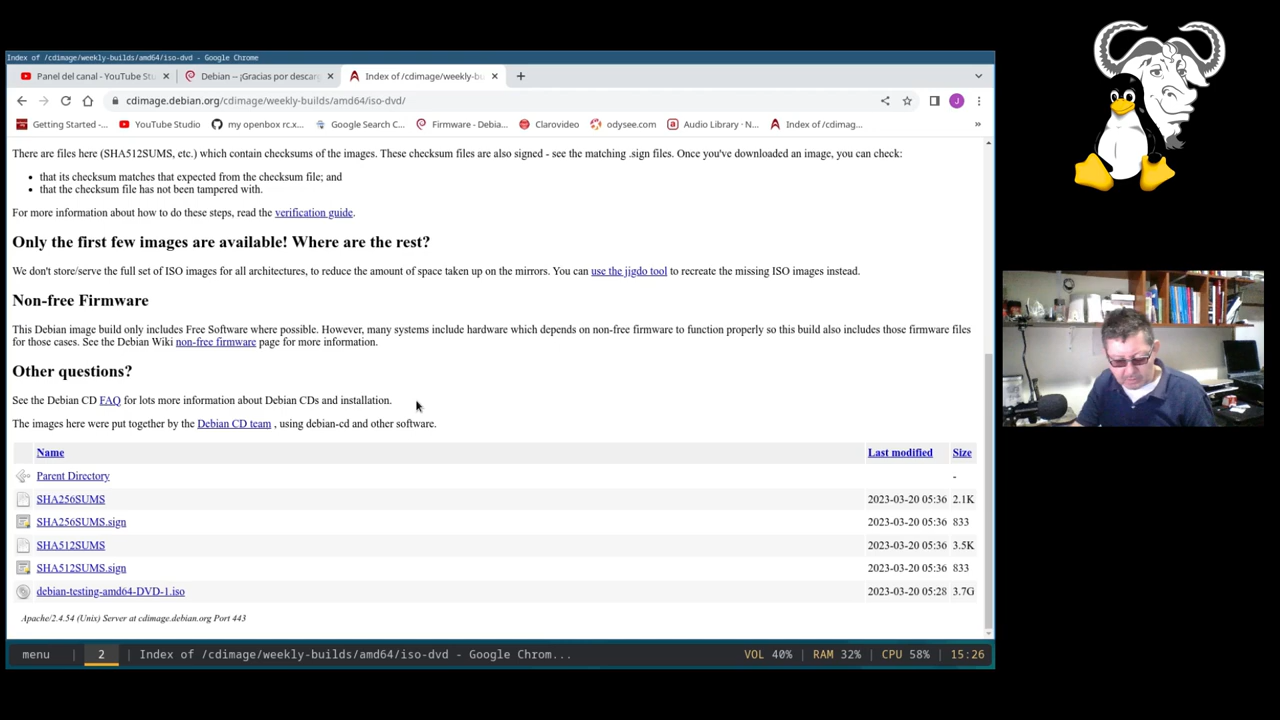 Index of /cdimage/weekly-builds/amd64/iso-dvd - Google Chrome
Panel del canal - YouTube Stu
Debian -- ¡Gracias por descarg
Index of /cdimage/weekly-bu
cdimage.debian.org/cdimage/weekly-builds/amd64/iso-dvd/
J
Getting Started -...
YouTube Studio
my openbox rc.x...
Google Search C...
Firmware - Debia...
Clarovideo
odysee.com
Audio Library · N...
Index of /cdimag...
»
There are files here (SHA512SUMS, etc.) which contain checksums of the images. These checksum files are also signed - see the matching .sign files. Once you've downloaded an image, you can check:
• that its checksum matches that expected from the checksum file; and
• that the checksum file has not been tampered with.
For more information about how to do these steps, read the verification guide.
Only the first few images are available! Where are the rest?
We don't store/serve the full set of ISO images for all architectures, to reduce the amount of space taken up on the mirrors. You can use the jigdo tool to recreate the missing ISO images instead.
Non-free Firmware
This Debian image build only includes Free Software where possible. However, many systems include hardware which depends on non-free firmware to function properly so this build also includes those firmware files
for those cases. See the Debian Wiki non-free firmware page for more information.
Other questions?
See the Debian CD FAQ for lots more information about Debian CDs and installation.
The images here were put together by the Debian CD team , using debian-cd and other software.
Name Last modified Size
Parent Directory -
SHA256SUMS 2023-03-20 05:36 2.1K
SHA256SUMS.sign 2023-03-20 05:36 833
SHA512SUMS 2023-03-20 05:36 3.5K
SHA512SUMS.sign 2023-03-20 05:36 833
debian-testing-amd64-DVD-1.iso 2023-03-20 05:28 3.7G
Apache/2.4.54 (Unix) Server at cdimage.debian.org Port 443
menu | 2 | Index of /cdimage/weekly-builds/amd64/iso-dvd - Google Chrom... VOL 40% | RAM 32% | CPU 58% | 15:26